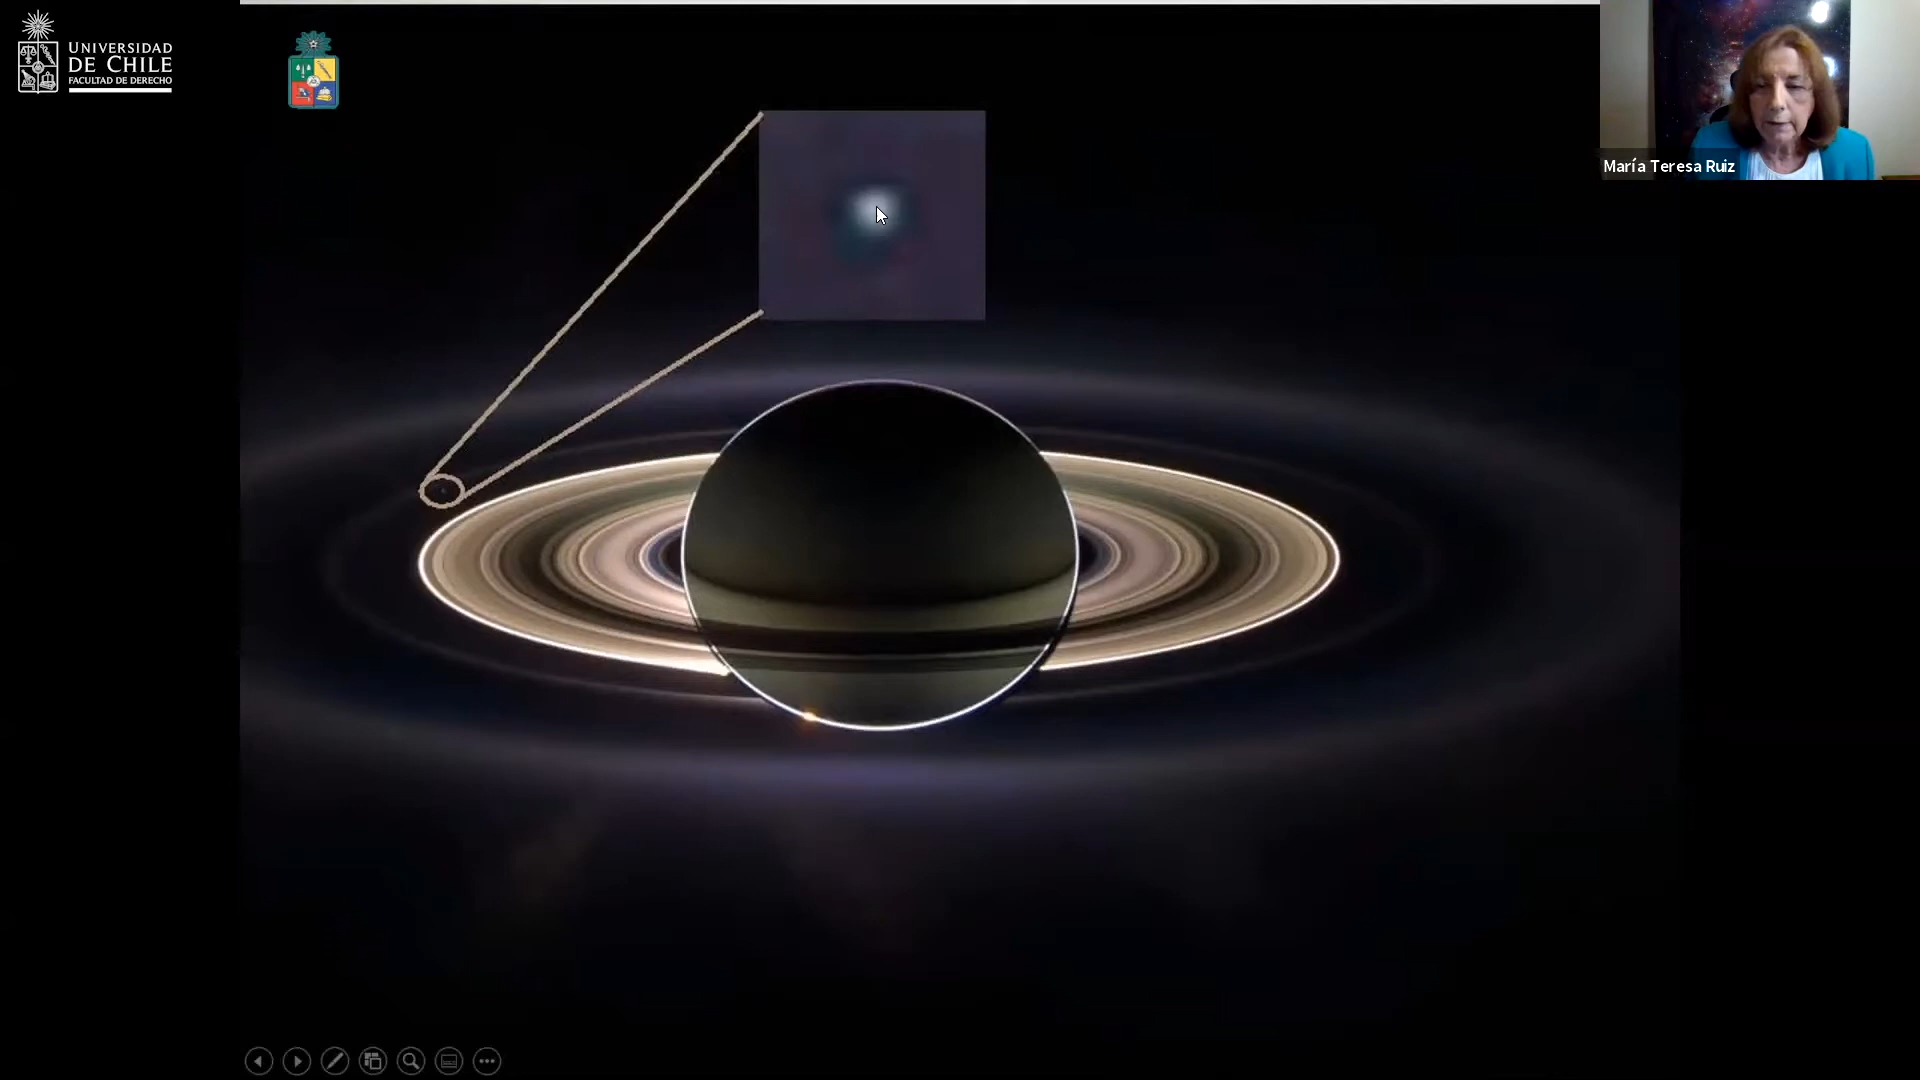 UNIVERSIDAD
DE CHILE
FACULTAD DE DERECHO
María Teresa Ruiz